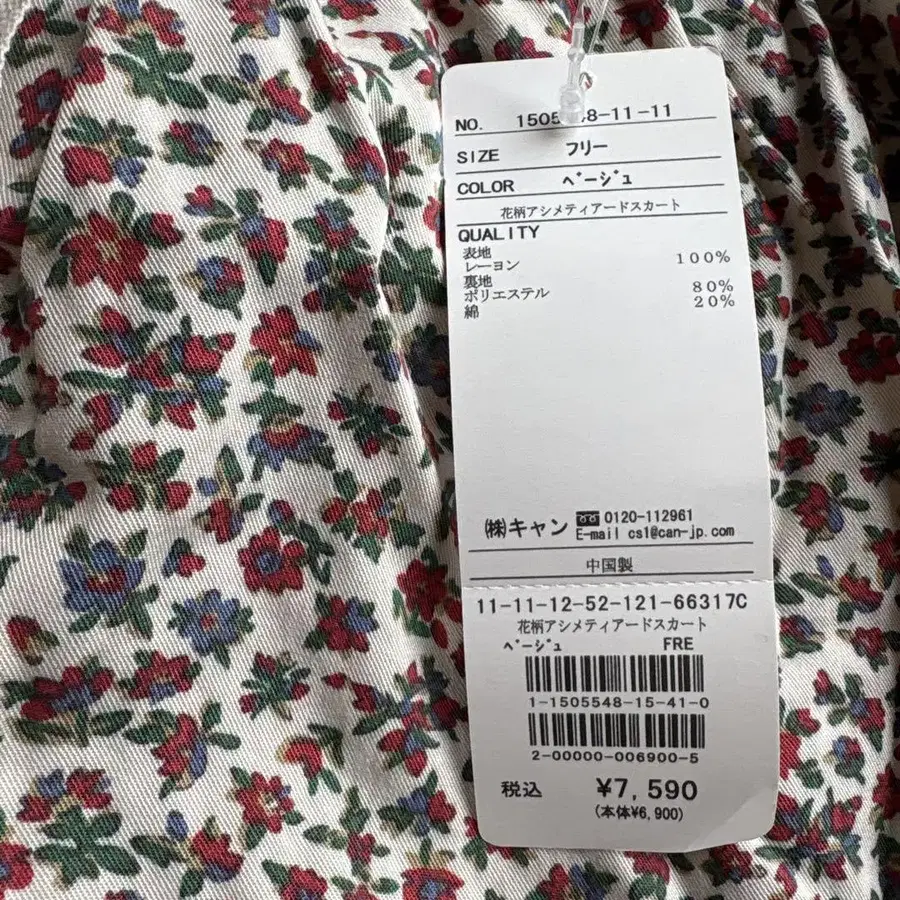 NO. 1505548-11-11
SIZE フリー
COLOR ベージュ
花柄アシメティアードスカート
QUALITY
表地
レーヨン 100%
裏地
ポリエステル 80%
綿 20%
㈱キャン 0120-112961
E-mail cs1@can-jp.com
中国製
11-11-12-52-121-66317C
花柄アシメティアードスカート
ベージュ FRE
1-1505548-15-41-0
2-00000-006900-5
税込 ¥7,590
(本体¥6,900)